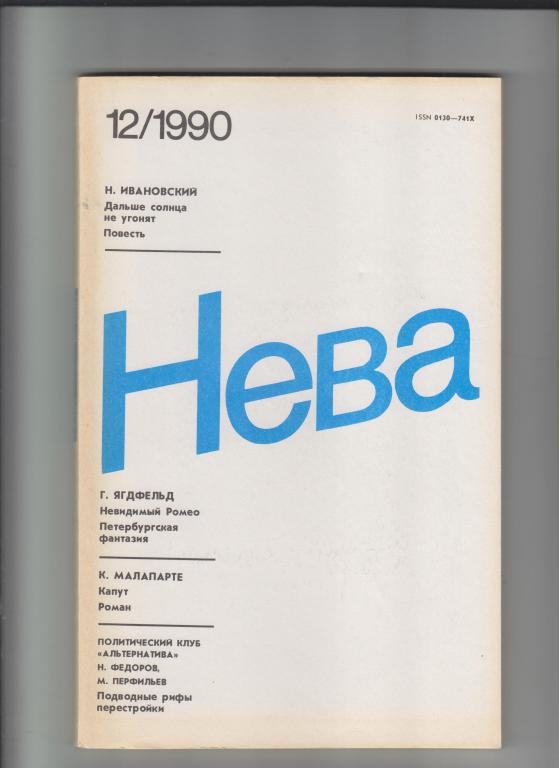 12/1990
ISSN 0130—741X
Н. ИВАНОВСКИЙ
Дальше солнца
не угонят
Повесть
Нева
Г. ЯГДФЕЛЬД
Невидимый Ромео
Петербургская
фантазия
К. МАЛАПАРТЕ
Капут
Роман
ПОЛИТИЧЕСКИЙ КЛУБ
«АЛЬТЕРНАТИВА»
Н. ФЕДОРОВ,
М. ПЕРФИЛЬЕВ
Подводные рифы
перестройки